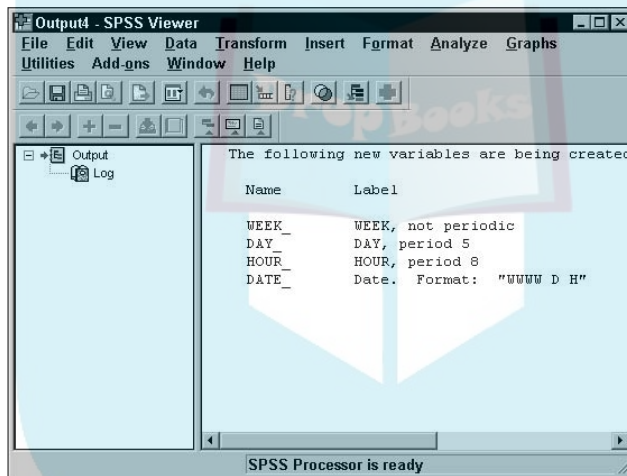 Output4 - SPSS Viewer
File Edit View Data Transform Insert Format Analyze Graphs
Utilities Add-ons Window Help
Drop Books
Output
Log
The following new variables are being created
Name Label
WEEK_ WEEK, not periodic
DAY_ DAY, period 5
HOUR_ HOUR, period 8
DATE_ Date. Format: "WWWW D H"
SPSS Processor is ready